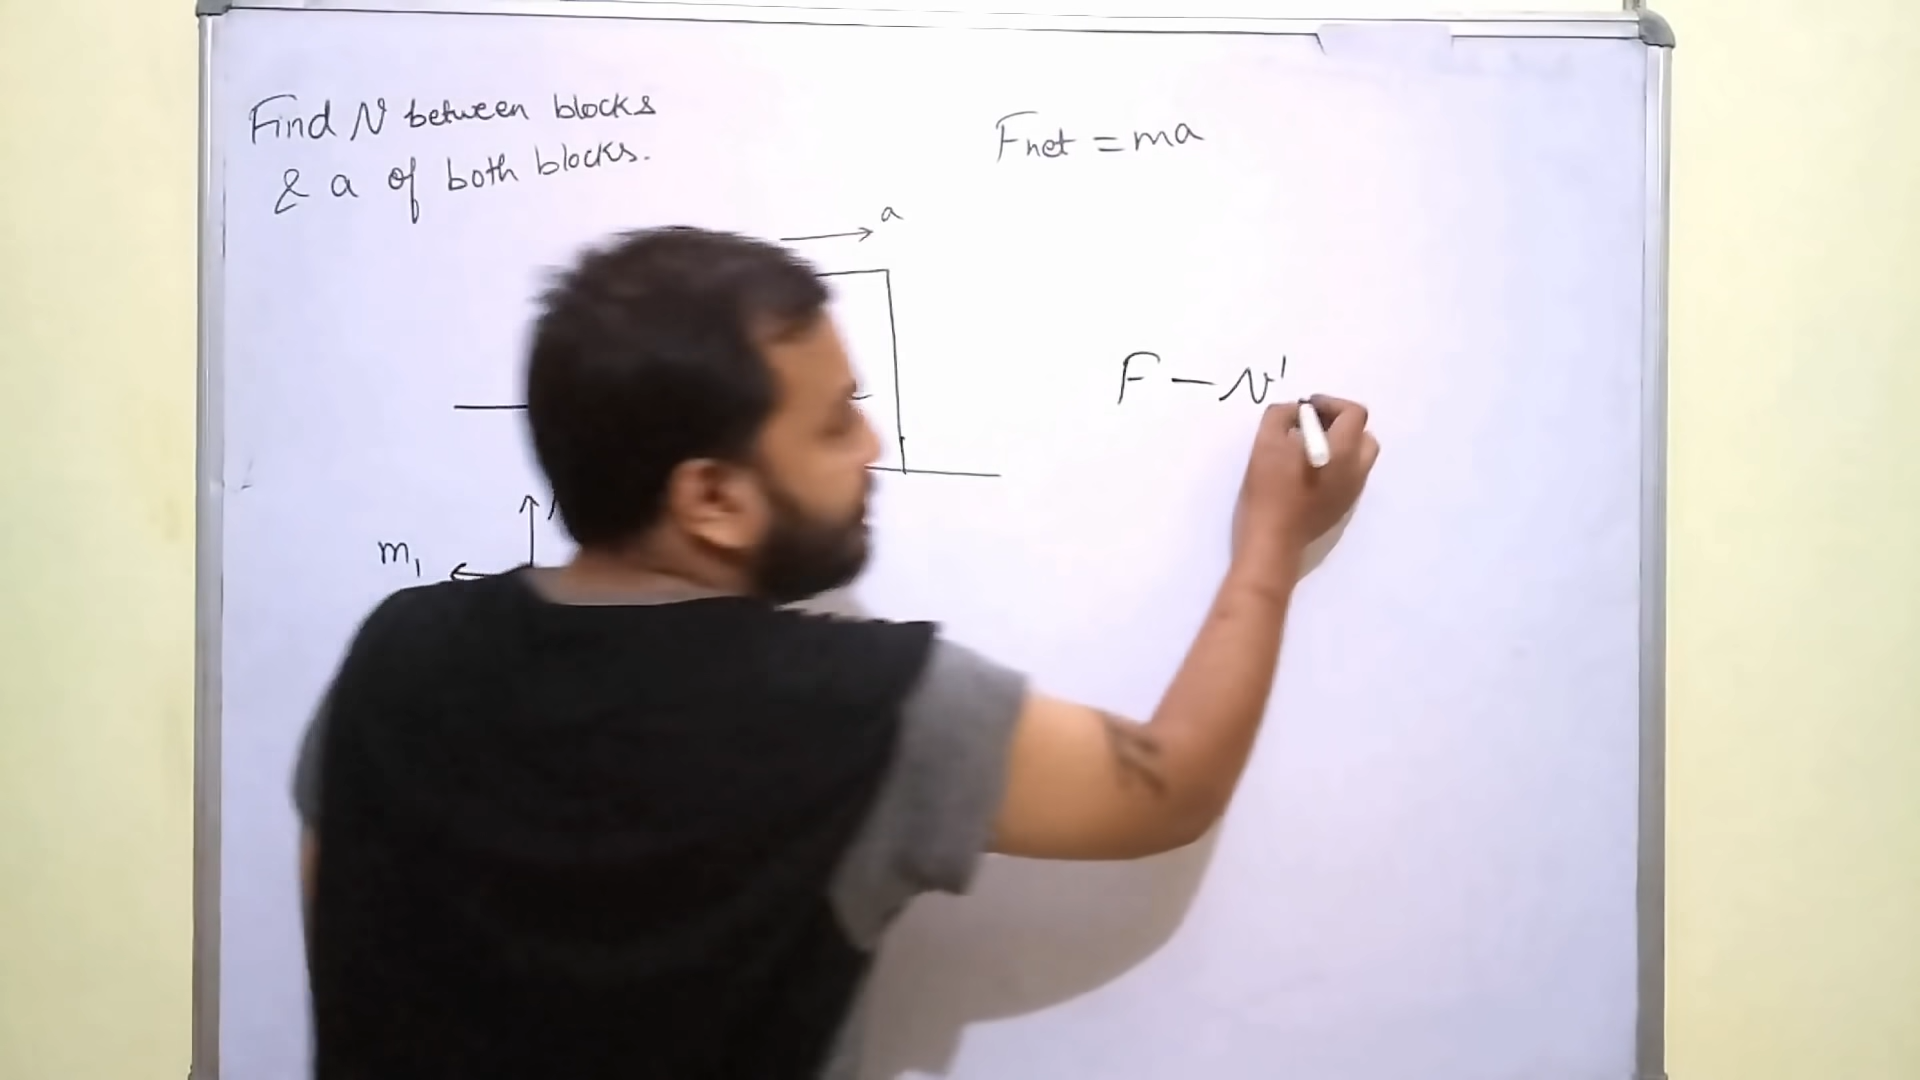 Find N between blocks
& a of both blocks.
Fnet = ma
a
F - N'
m₁